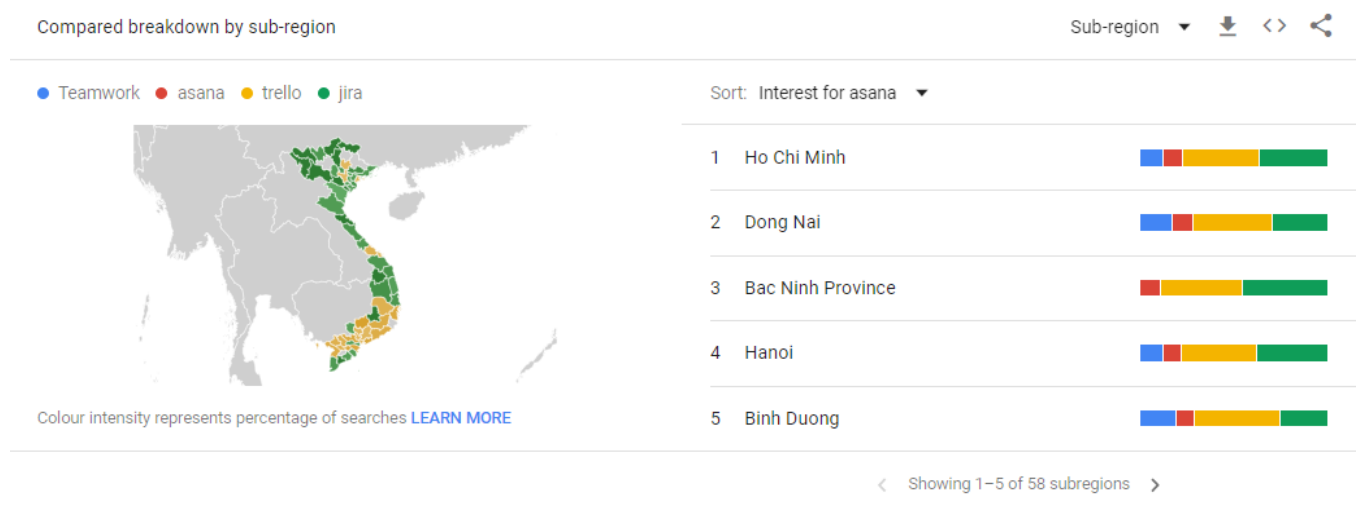 Compared breakdown by sub-region
Sub-region
Teamwork asana trello jira
Sort: Interest for asana
1 Ho Chi Minh
2 Dong Nai
3 Bac Ninh Province
4 Hanoi
5 Binh Duong
Colour intensity represents percentage of searches LEARN MORE
Showing 1–5 of 58 subregions